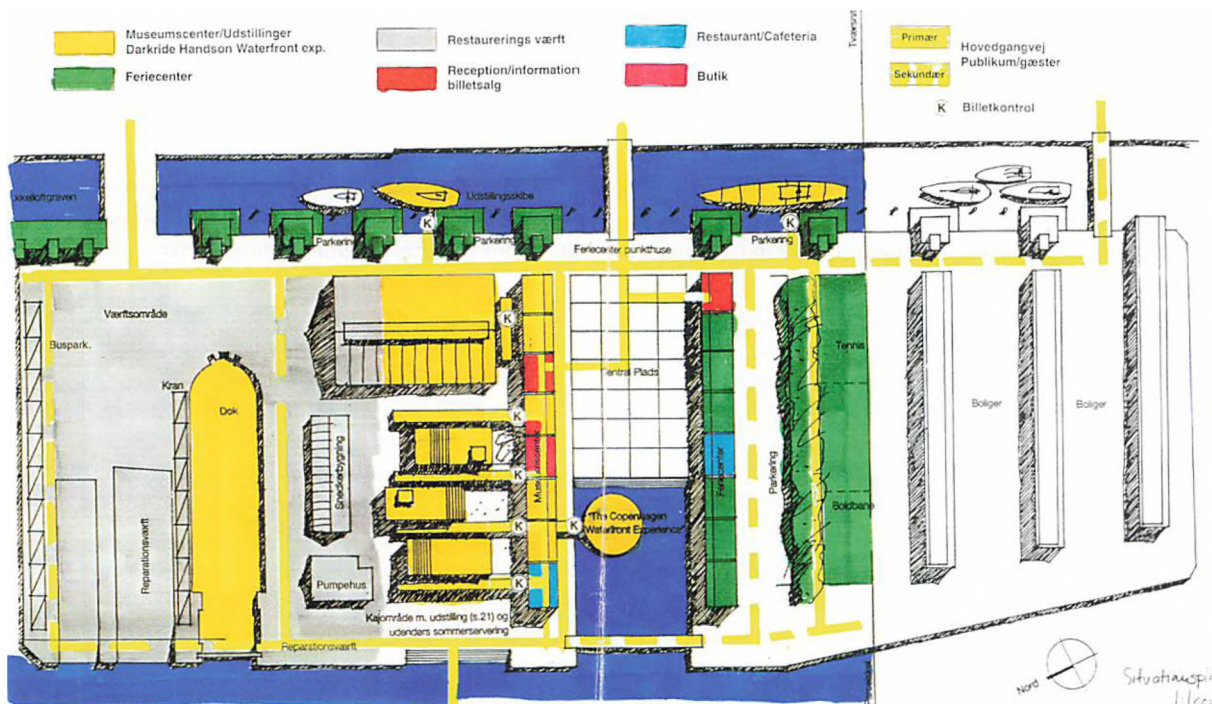 Museumscenter/Udstillinger
Darkride Handson Waterfront exp.
Feriecenter
Restaurerings værft
Reception/information
billetsalg
Restaurant/Cafeteria
Butik
Tværsnit
Primær
Sekundær
Hovedgangvej
Publikum/gæster
K Billetkontrol
Udstillingsskibe
K
K
Parkering
Parkering
Feriecenter punkthuse
Parkering
Værftsområde
Buspark.
Kran
Dok
K
Central Plads
Tennis
Boliger
Boliger
K
K
K
K
K
Snedkerbygning
Museumscenter
Feriecenter
Parkering
Boldbane
"The Copenhagen
Waterfront Experience"
Reparationsværft
Pumpehus
Kajområde m. udstilling (s.21) og
udendørs sommerservering
Reparationsværft
Nord